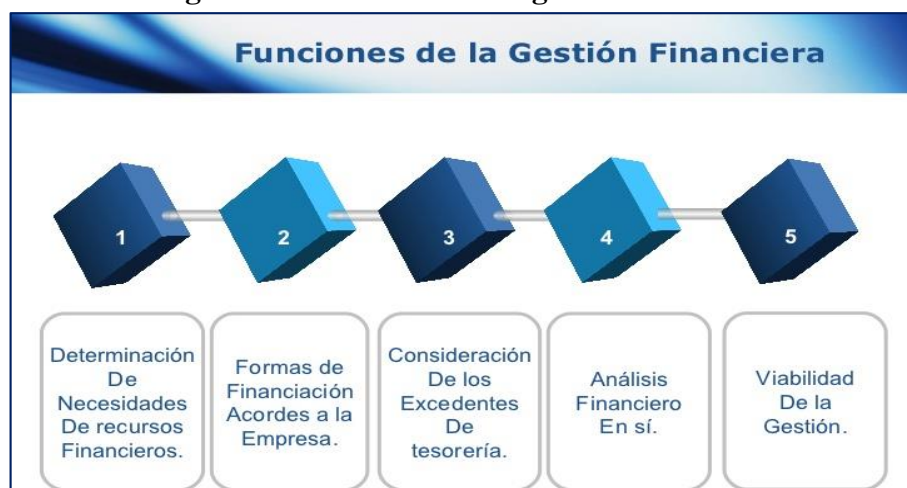 Funciones de la Gestión Financiera
1
2
3
4
5
Determinación
De
Necesidades
De recursos
Financieros.
Formas de
Financiación
Acordes a la
Empresa.
Consideración
De los
Excedentes
De
tesorería.
Análisis
Financiero
En sí.
Viabilidad
De la
Gestión.